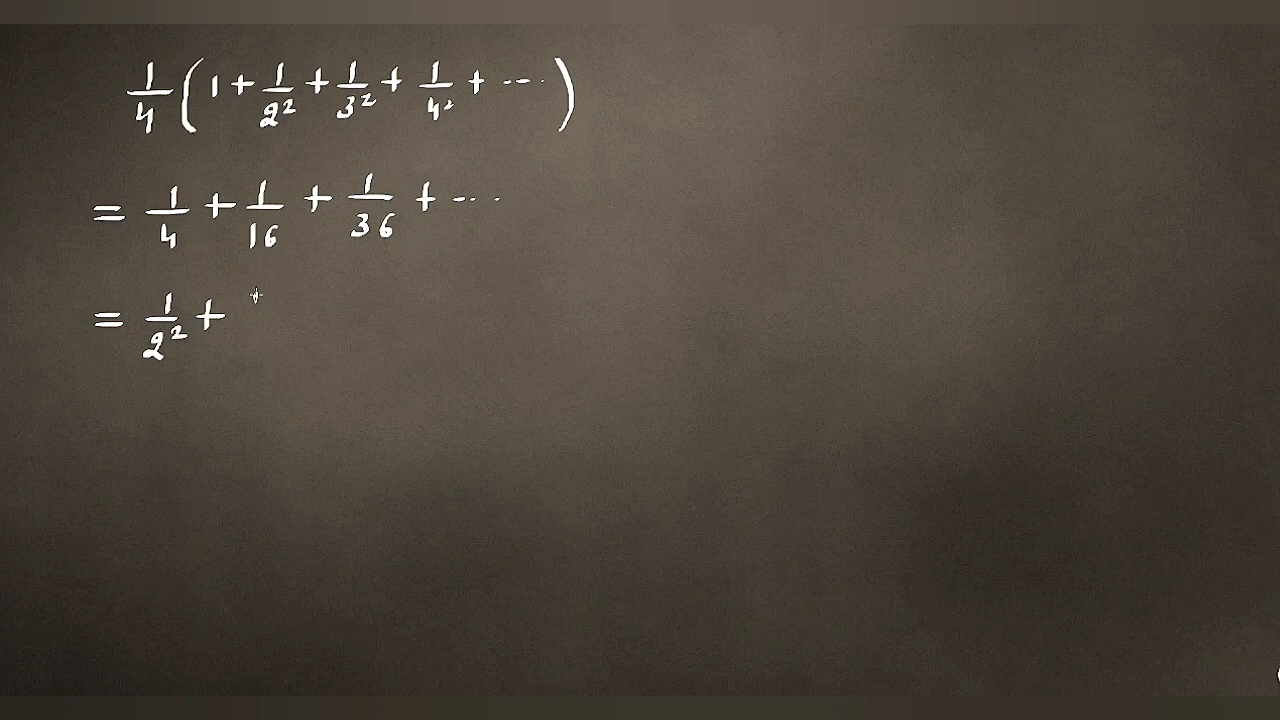 1/4 ( 1 + 1/2² + 1/3² + 1/4² + ... )
= 1/4 + 1/16 + 1/36 + ...
= 1/2² +